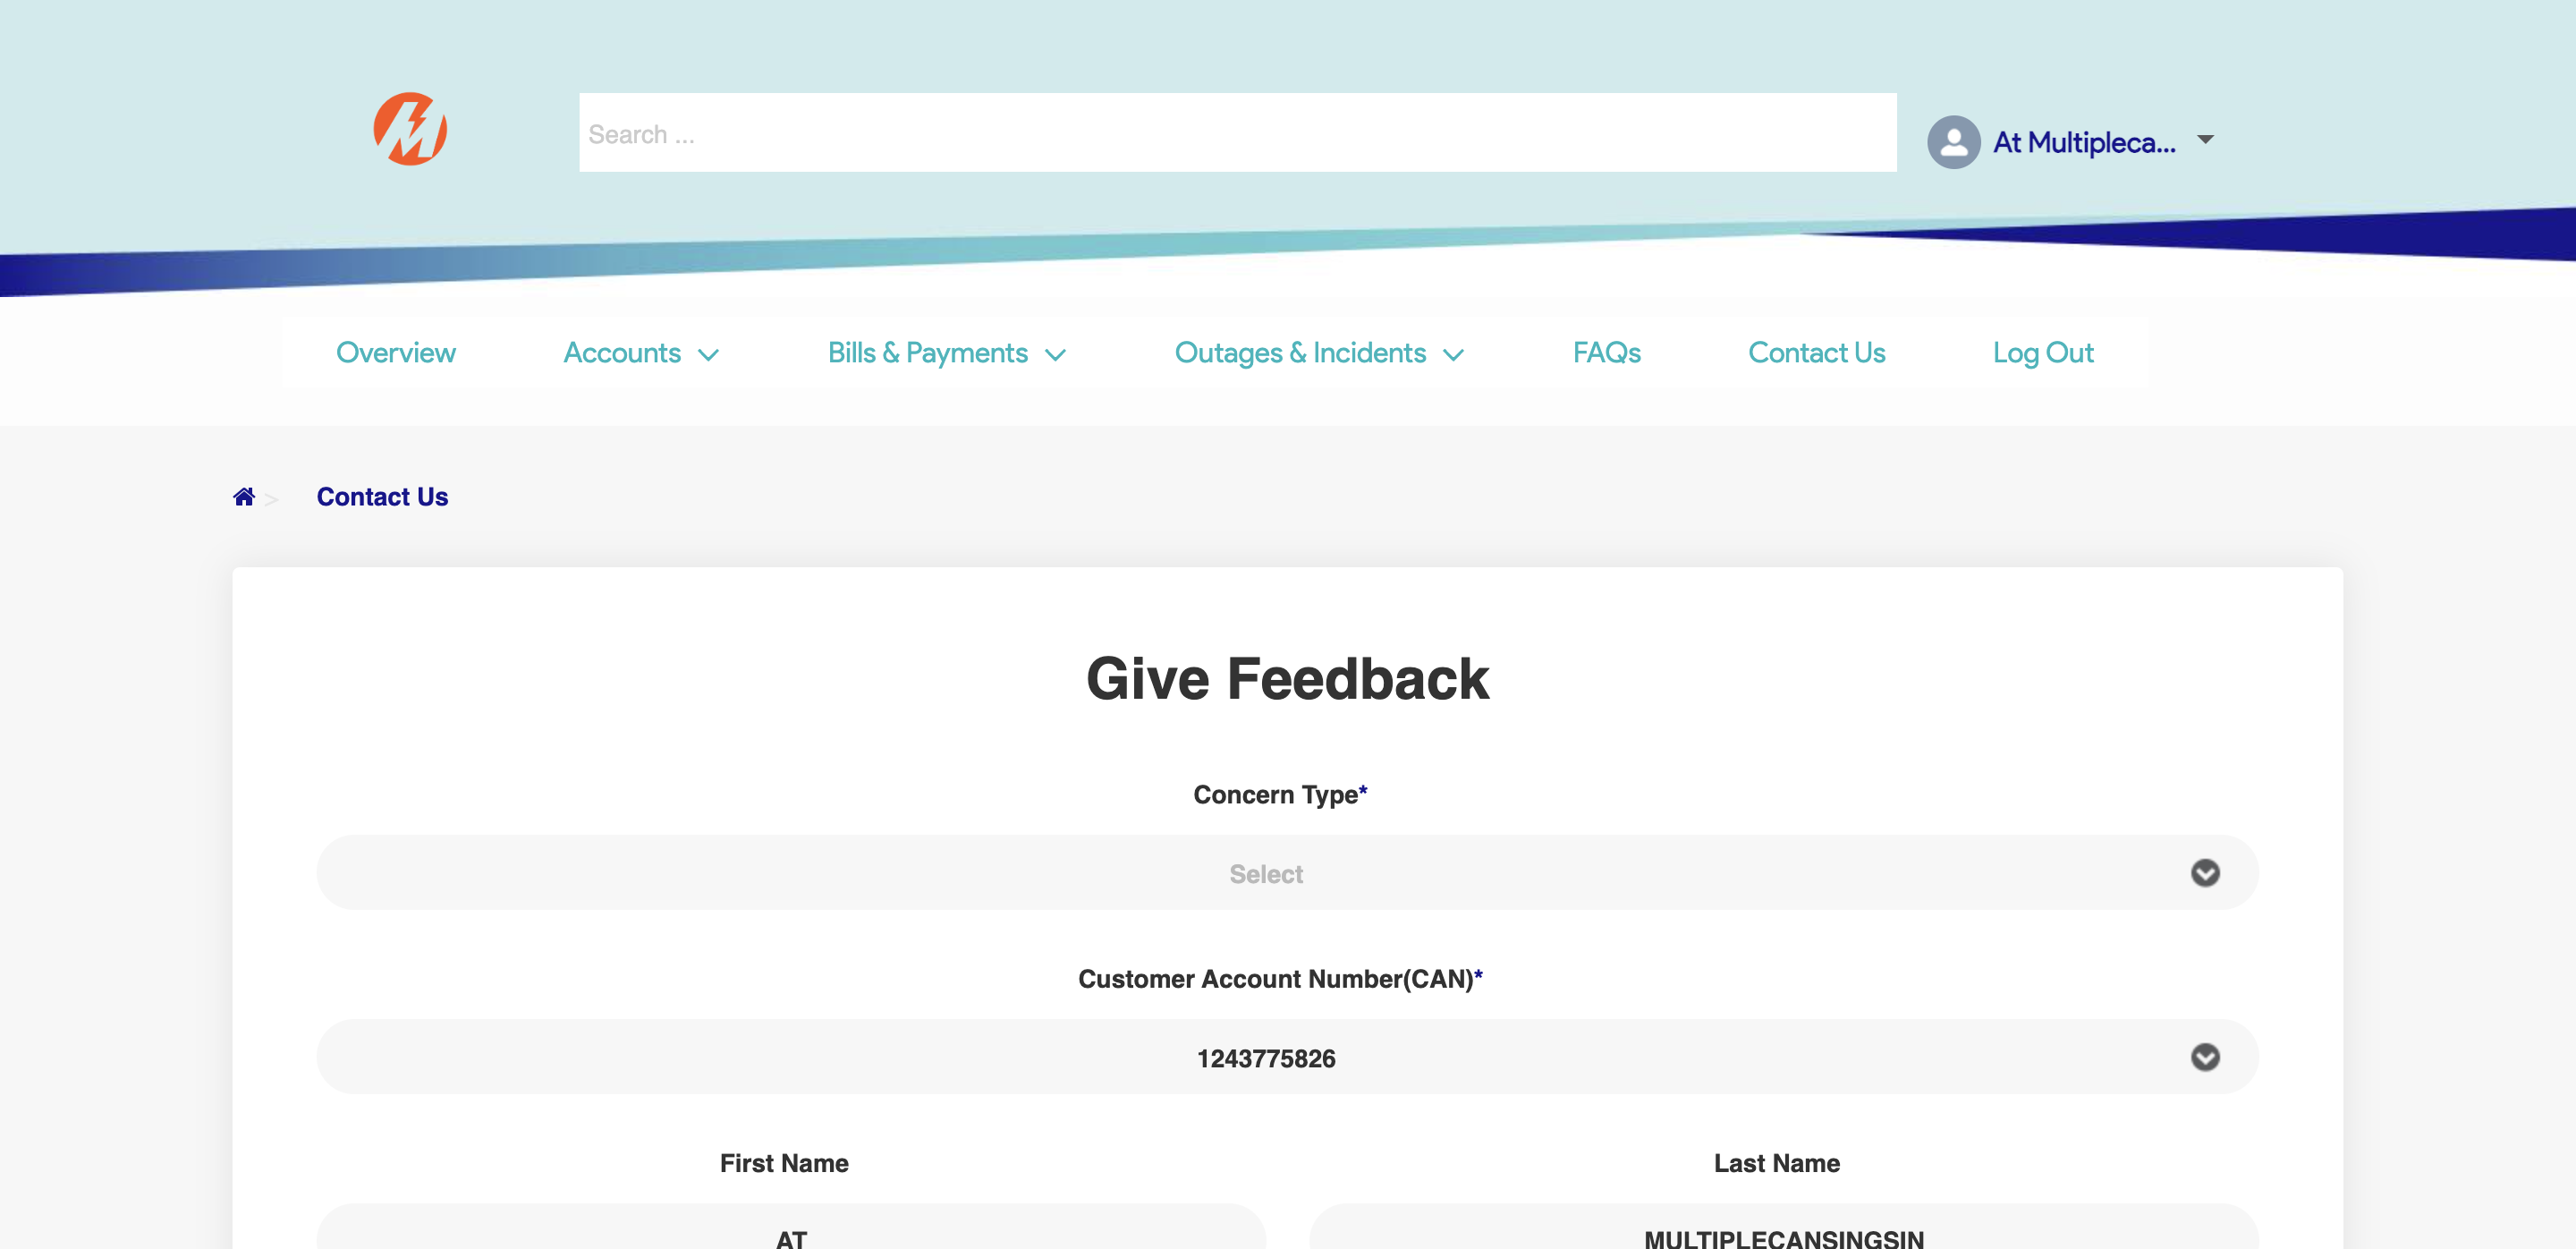 Search ...
At Multipleca...
Overview Accounts Bills & Payments Outages & Incidents FAQs Contact Us Log Out
> Contact Us
Give Feedback
Concern Type*
Select
Customer Account Number(CAN)*
1243775826
First Name Last Name
AT MULTIPLECANSINGSIN